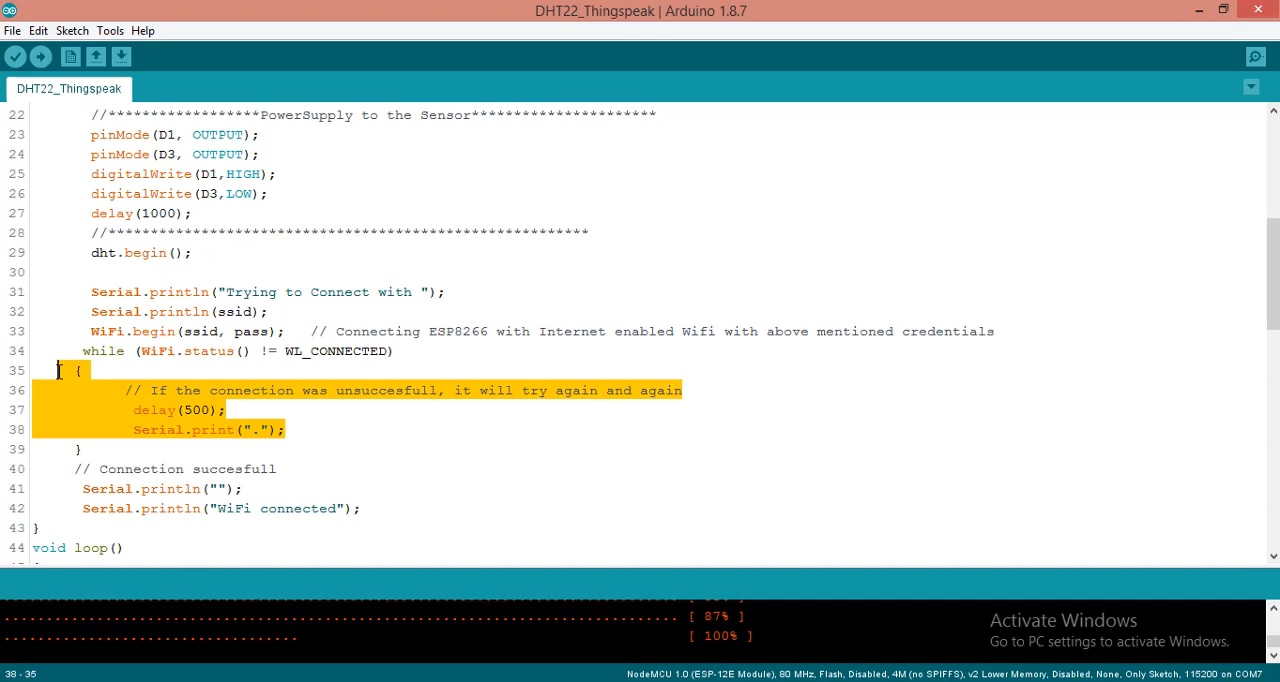 DHT22_Thingspeak | Arduino 1.8.7
File Edit Sketch Tools Help
DHT22_Thingspeak
22 //******************PowerSupply to the Sensor**********************
23 pinMode(D1, OUTPUT);
24 pinMode(D3, OUTPUT);
25 digitalWrite(D1,HIGH);
26 digitalWrite(D3,LOW);
27 delay(1000);
28 //*********************************************************
29 dht.begin();
30
31 Serial.println("Trying to Connect with ");
32 Serial.println(ssid);
33 WiFi.begin(ssid, pass); // Connecting ESP8266 with Internet enabled Wifi with above mentioned credentials
34 while (WiFi.status() != WL_CONNECTED)
35 {
36 // If the connection was unsuccesfull, it will try again and again
37 delay(500);
38 Serial.print(".");
39 }
40 // Connection succesfull
41 Serial.println("");
42 Serial.println("WiFi connected");
43 }
44 void loop()
................................................................................ [ 87% ]
................................... [ 100% ]
Activate Windows
Go to PC settings to activate Windows.
38 - 35 NodeMCU 1.0 (ESP-12E Module), 80 MHz, Flash, Disabled, 4M (no SPIFFS), v2 Lower Memory, Disabled, None, Only Sketch, 115200 on COM7